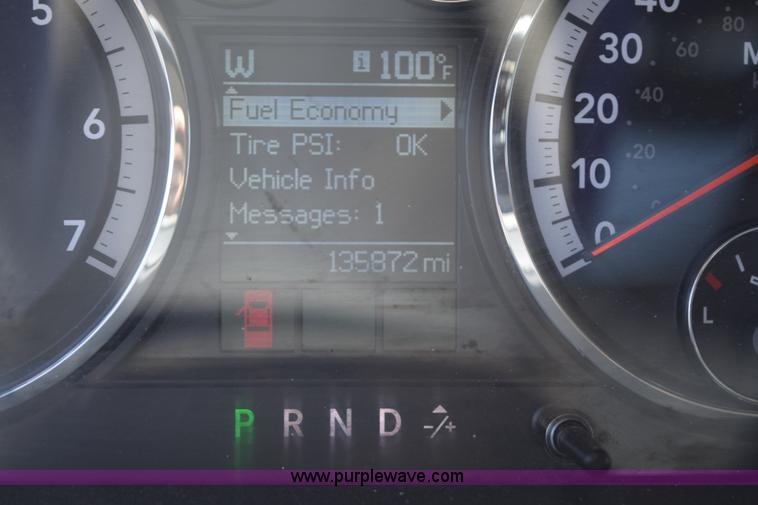 5
6
7
W i 100°F
Fuel Economy
Tire PSI: OK
Vehicle Info
Messages: 1
135872 mi
P R N D -/+
40
30
20
10
0
80
60
40
20
M
L
www.purplewave.com